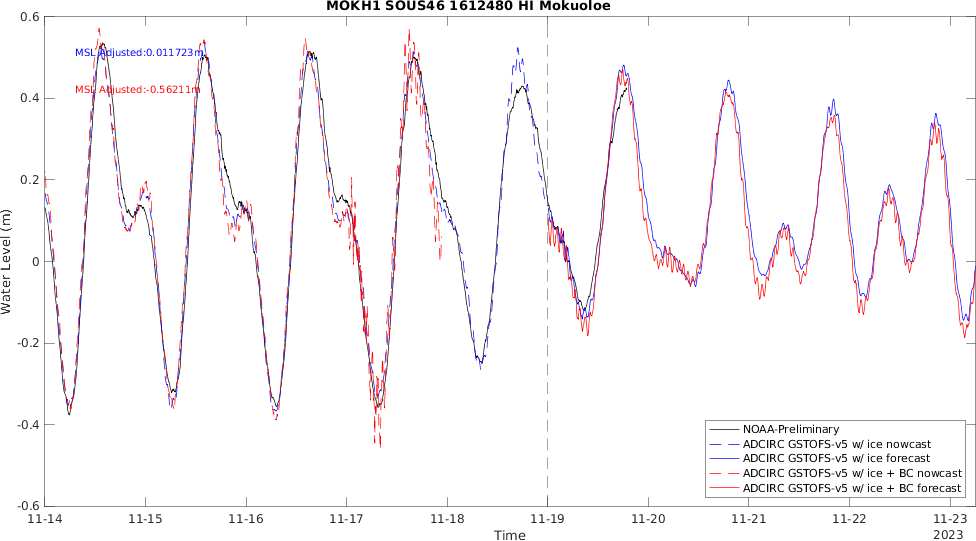 MOKH1 SOUS46 1612480 HI Mokuoloe
0.6
0.4
0.2
0
-0.2
-0.4
-0.6
Water Level (m)
MSL Adjusted:0.011723m
MSL Adjusted:-0.56211m
NOAA-Preliminary
ADCIRC GSTOFS-v5 w/ ice nowcast
ADCIRC GSTOFS-v5 w/ ice forecast
ADCIRC GSTOFS-v5 w/ ice + BC nowcast
ADCIRC GSTOFS-v5 w/ ice + BC forecast
11-14 11-15 11-16 11-17 11-18 11-19 11-20 11-21 11-22 11-23
Time
2023